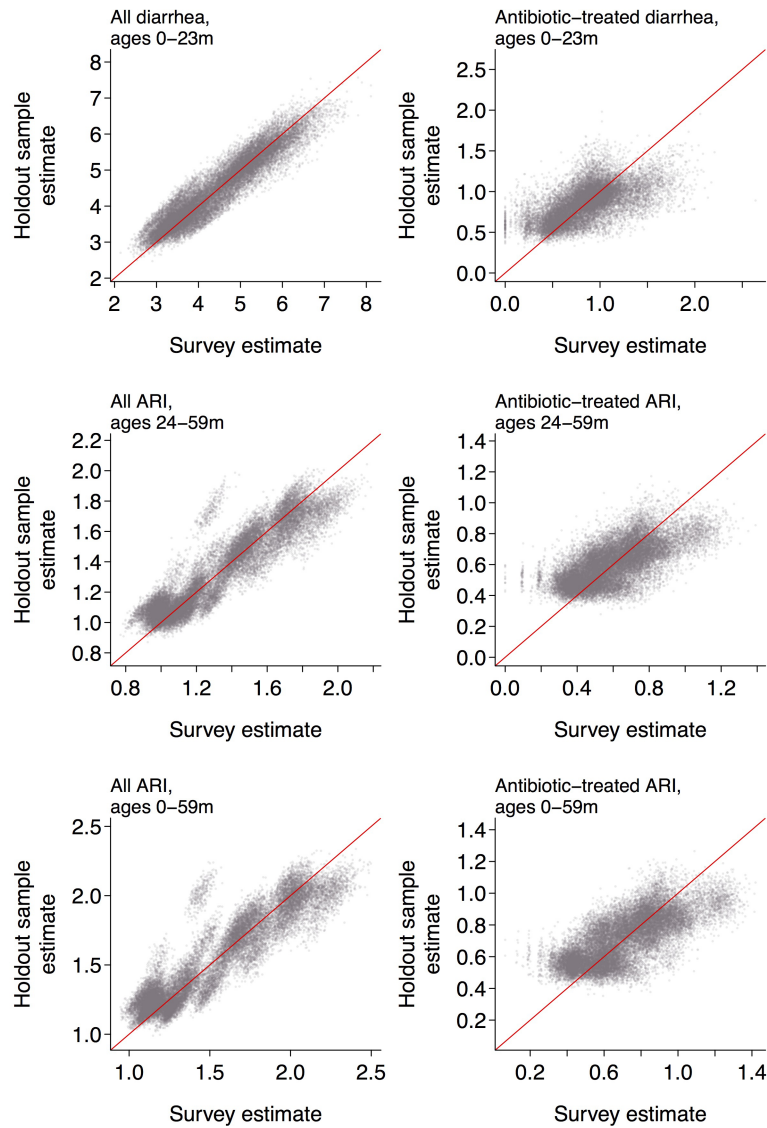 All diarrhea,
ages 0−23m
8
7
6
5
4
3
2
Holdout sample
estimate
2 3 4 5 6 7 8
Survey estimate
Antibiotic−treated diarrhea,
ages 0−23m
2.5
2.0
1.5
1.0
0.5
0.0
Holdout sample
estimate
0.0 1.0 2.0
Survey estimate
All ARI,
ages 24−59m
2.2
2.0
1.8
1.6
1.4
1.2
1.0
0.8
Holdout sample
estimate
0.8 1.2 1.6 2.0
Survey estimate
Antibiotic−treated ARI,
ages 24−59m
1.4
1.2
1.0
0.8
0.6
0.4
0.2
0.0
Holdout sample
estimate
0.0 0.4 0.8 1.2
Survey estimate
All ARI,
ages 0−59m
2.5
2.0
1.5
1.0
Holdout sample
estimate
1.0 1.5 2.0 2.5
Survey estimate
Antibiotic−treated ARI,
ages 0−59m
1.4
1.2
1.0
0.8
0.6
0.4
0.2
Holdout sample
estimate
0.2 0.6 1.0 1.4
Survey estimate